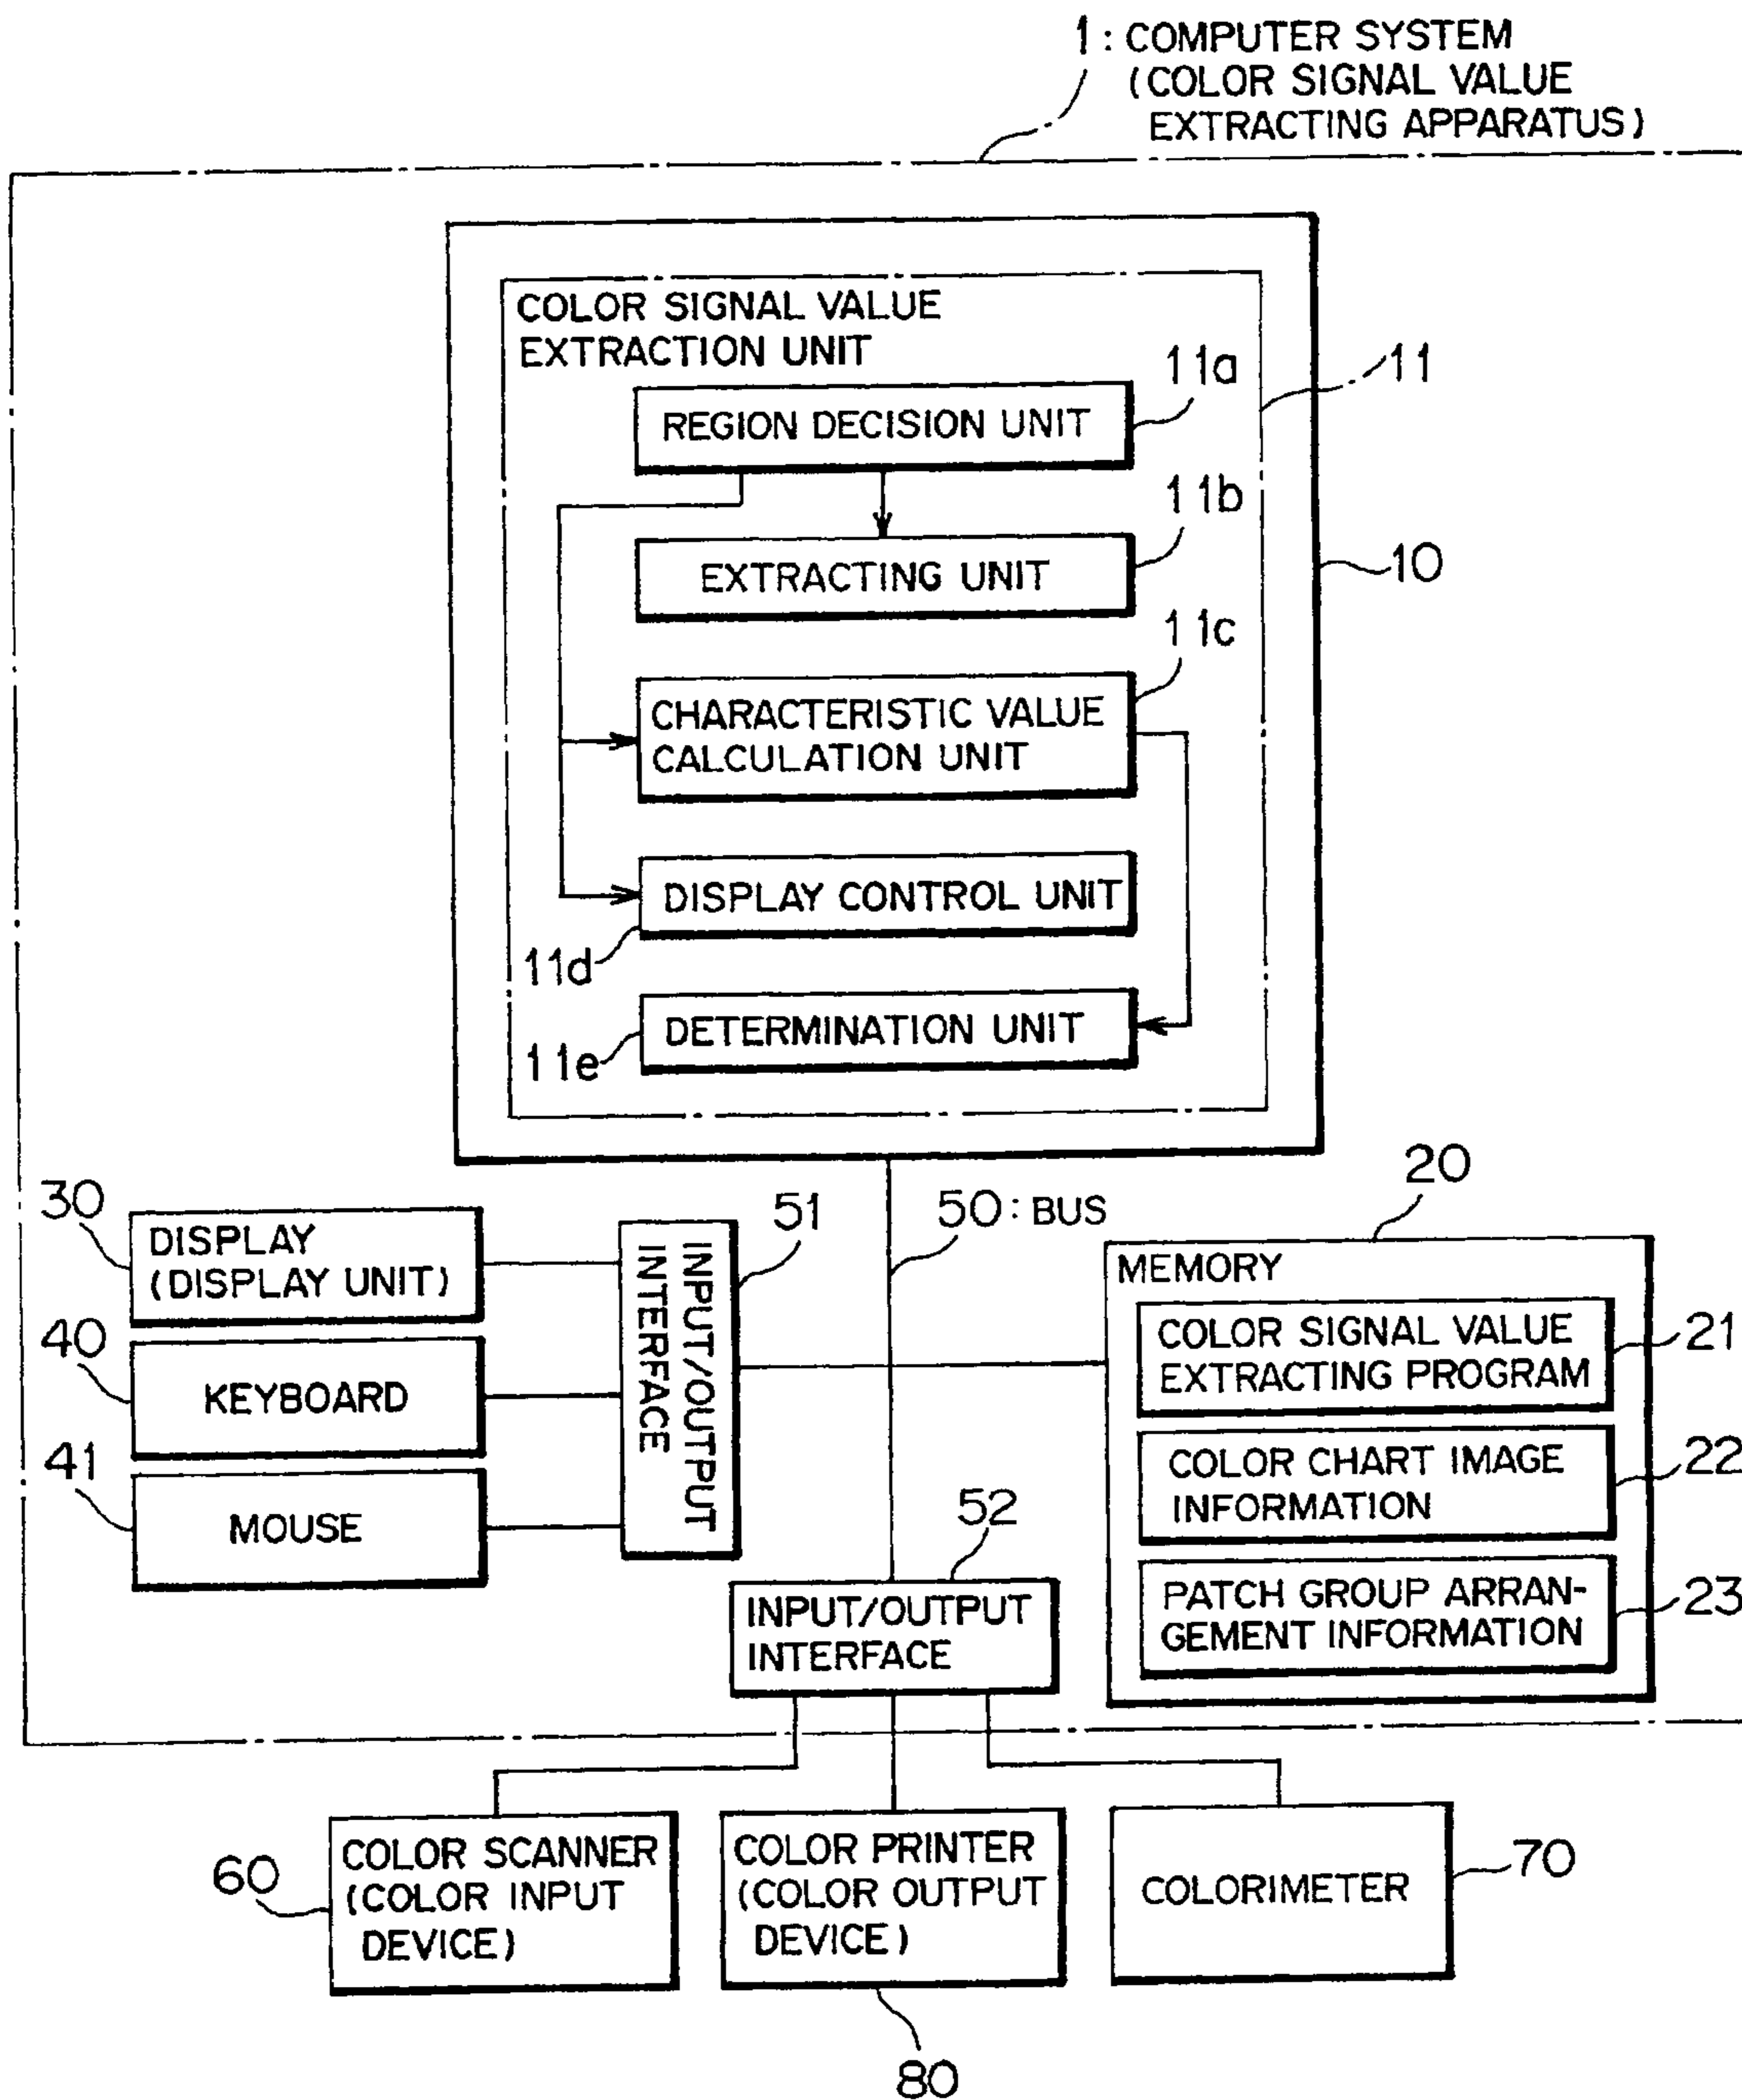 1: COMPUTER SYSTEM
(COLOR SIGNAL VALUE
EXTRACTING APPARATUS)
COLOR SIGNAL VALUE
EXTRACTION UNIT
11
11a
REGION DECISION UNIT
11b
EXTRACTING UNIT
10
11c
CHARACTERISTIC VALUE
CALCULATION UNIT
DISPLAY CONTROL UNIT
11d
DETERMINATION UNIT
11e
30
DISPLAY
(DISPLAY UNIT)
40
KEYBOARD
41
MOUSE
51
INPUT/OUTPUT
INTERFACE
50: BUS
20
MEMORY
COLOR SIGNAL VALUE
EXTRACTING PROGRAM
21
COLOR CHART IMAGE
INFORMATION
22
PATCH GROUP ARRAN-
GEMENT INFORMATION
23
52
INPUT/OUTPUT
INTERFACE
60
COLOR SCANNER
(COLOR INPUT
DEVICE)
COLOR PRINTER
(COLOR OUTPUT
DEVICE)
80
COLORIMETER
70